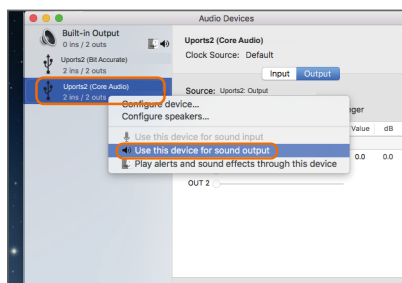 Audio Devices
Built-in Output
0 ins / 2 outs
Uports2 (Bit Accurate)
2 ins / 2 outs
Uports2 (Core Audio)
2 ins / 2 outs
Uports2 (Core Audio)
Clock Source: Default
Input Output
Source: Uports2: Output
Configure device...
Configure speakers...
Use this device for sound input
Use this device for sound output
Play alerts and sound effects through this device
Value dB
0.0 0.0
OUT 2